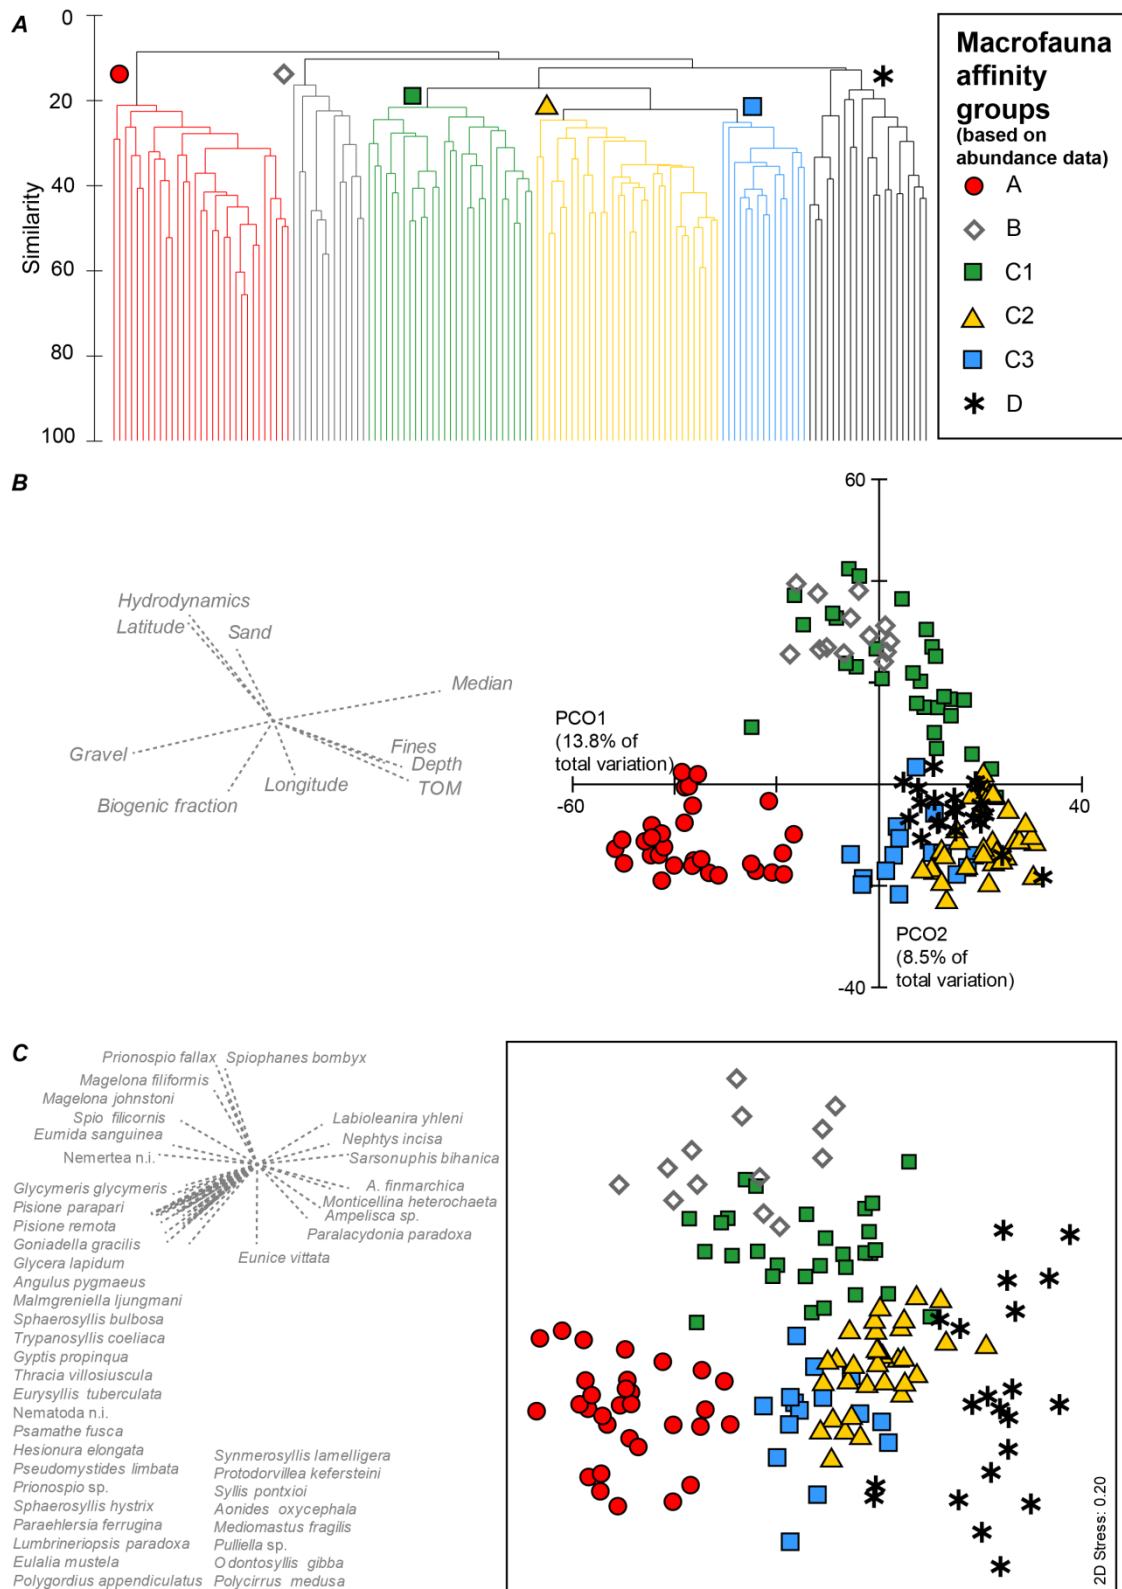 A
0
20
40
60
80
100
Similarity
Macrofauna
affinity
groups
(based on
abundance data)
A
B
C1
C2
C3
D
B
Hydrodynamics
Latitude
Sand
Median
Gravel
Fines
Depth
TOM
Longitude
Biogenic fraction
60
PCO1
(13.8% of
total variation)
-60
40
PCO2
(8.5% of
total variation)
-40
C
Prionospio fallax
Spiophanes bombyx
Magelona filiformis
Magelona johnstoni
Spio filicornis
Eumida sanguinea
Nemertea n.i.
Labioleanira yhleni
Nephtys incisa
Sarsonuphis bihanica
A. finmarchica
Monticellina heterochaeta
Ampelisca sp.
Paralacydonia paradoxa
Eunice vittata
Glycymeris glycymeris
Pisione parapari
Pisione remota
Goniadella gracilis
Glycera lapidum
Angulus pygmaeus
Malmgreniella ljungmani
Sphaerosyllis bulbosa
Trypanosyllis coeliaca
Gyptis propinqua
Thracia villosiuscula
Eurysyllis tuberculata
Nematoda n.i.
Psamathe fusca
Hesionura elongata
Pseudomystides limbata
Prionospio sp.
Sphaerosyllis hystrix
Paraehlersia ferrugina
Lumbrineriopsis paradoxa
Eulalia mustela
Polygordius appendiculatus
Synmerosyllis lamelligera
Protodorvillea kefersteini
Syllis pontxioi
Aonides oxycephala
Mediomastus fragilis
Pulliella sp.
Odontosyllis gibba
Polycirrus medusa
2D Stress: 0.20